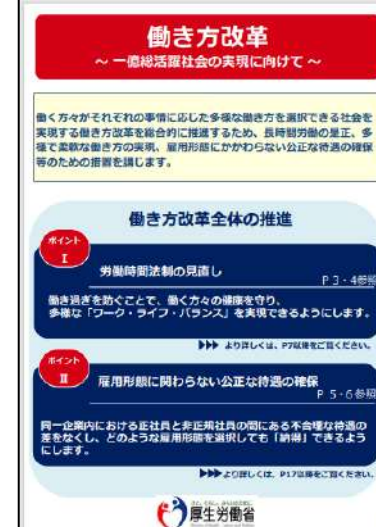 働き方改革
～ 一億総活躍社会の実現に向けて ～
働く方々がそれぞれの事情に応じた多様な働き方を選択できる社会を
実現する働き方改革を総合的に推進するため、長時間労働の是正、多
様で柔軟な働き方の実現、雇用形態にかかわらない公正な待遇の確保
等のための措置を講じます。
働き方改革全体の推進
ポイント
Ⅰ
労働時間法制の見直し
P 3・4参照
働き過ぎを防ぐことで、働く方々の健康を守り、
多様な「ワーク・ライフ・バランス」を実現できるようにします。
▶▶▶ より詳しくは、P7以降をご覧ください。
ポイント
Ⅱ
雇用形態に関わらない公正な待遇の確保
P 5・6参照
同一企業内における正社員と非正規社員の間にある不合理な待遇の
差をなくし、どのような雇用形態を選択しても「納得」できるよう
にします。
▶▶▶より詳しくは、P17以降をご覧ください。
厚生労働省